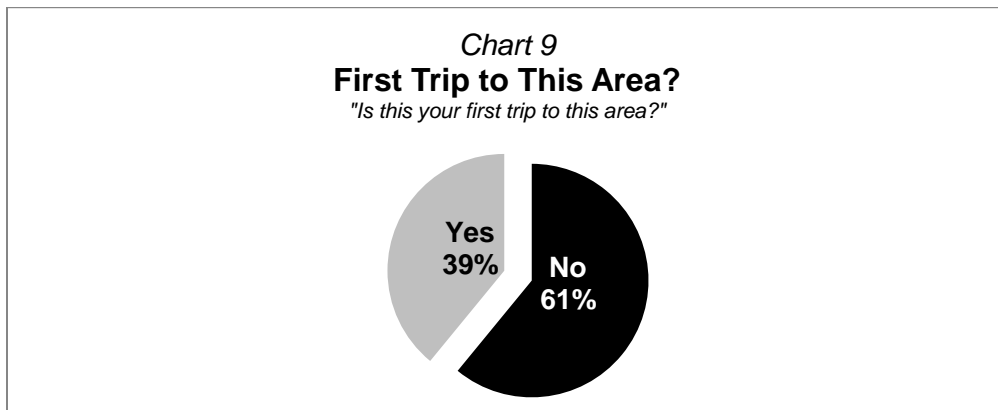 Chart 9
First Trip to This Area?
"Is this your first trip to this area?"
Yes
39%
No
61%